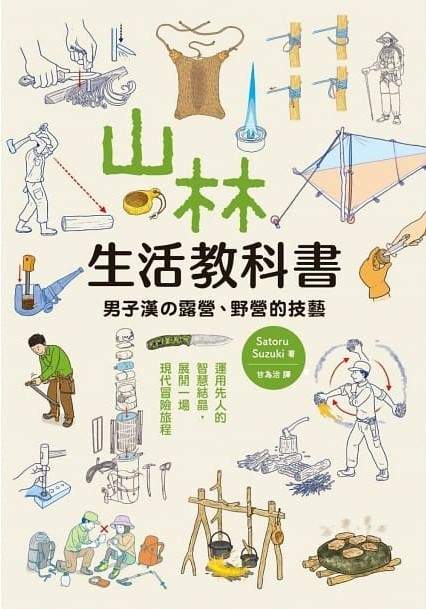 山林
生活教科書
男子漢の露營、野營的技藝
Satoru
Suzuki 著
甘為治 譯
運用先人的
智慧結晶，
展開一場
現代冒險旅程